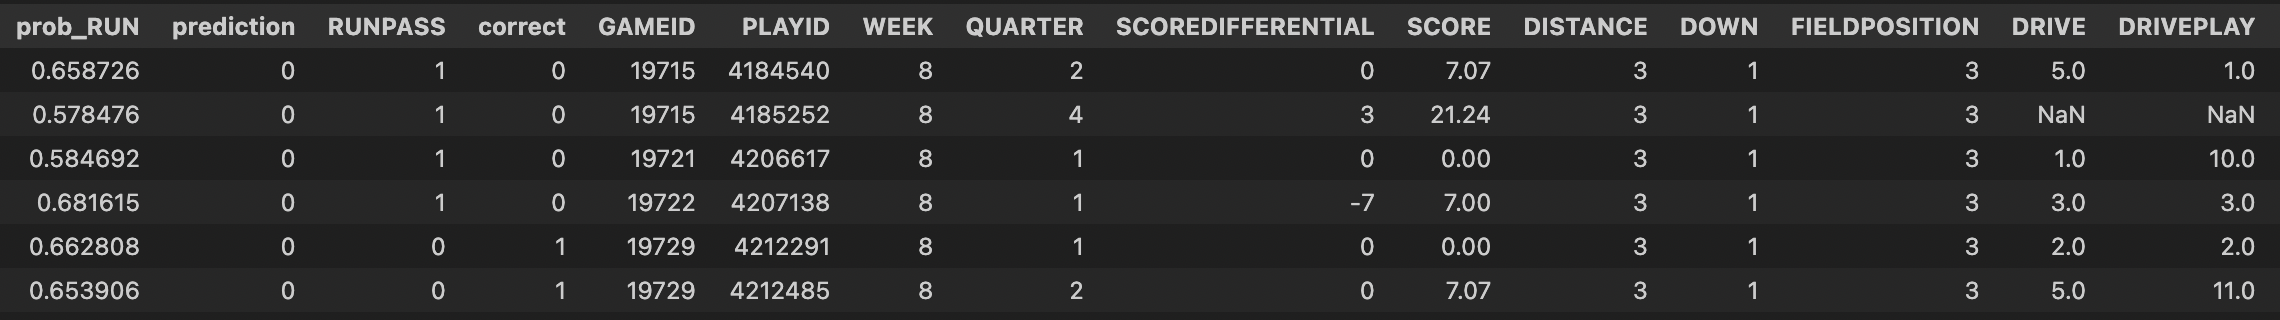 prob_RUN prediction RUNPASS correct GAMEID PLAYID WEEK QUARTER SCOREDIFFERENTIAL SCORE DISTANCE DOWN FIELDPOSITION DRIVE DRIVEPLAY
0.658726 0 1 0 19715 4184540 8 2 0 7.07 3 1 3 5.0 1.0
0.578476 0 1 0 19715 4185252 8 4 3 21.24 3 1 3 NaN NaN
0.584692 0 1 0 19721 4206617 8 1 0 0.00 3 1 3 1.0 10.0
0.681615 0 1 0 19722 4207138 8 1 -7 7.00 3 1 3 3.0 3.0
0.662808 0 0 1 19729 4212291 8 1 0 0.00 3 1 3 2.0 2.0
0.653906 0 0 1 19729 4212485 8 2 0 7.07 3 1 3 5.0 11.0